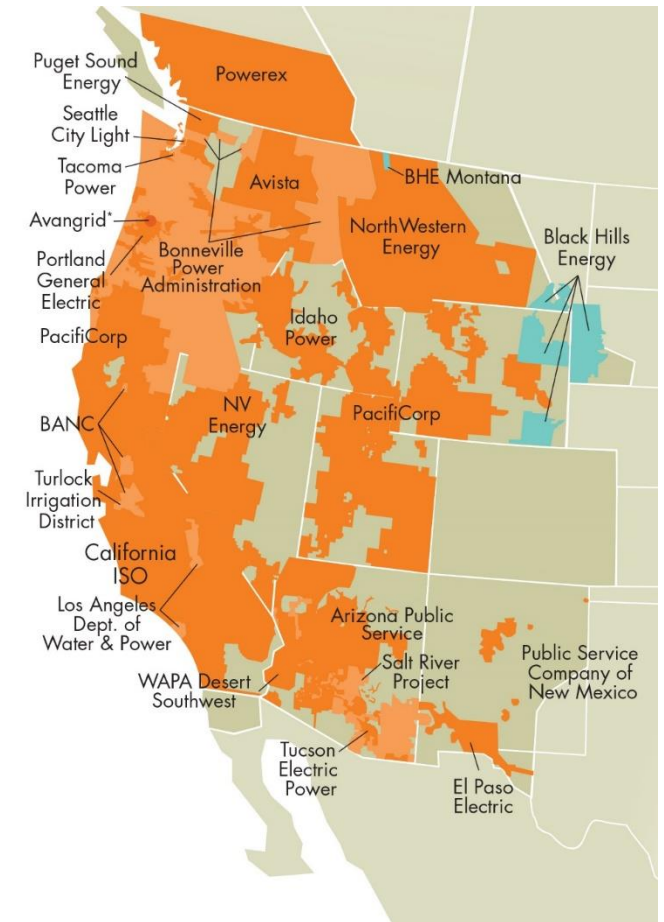 Powerex
Puget Sound
Energy
Seattle
City Light
Tacoma
Power
Avangrid*
Portland
General
Electric
PacifiCorp
Bonneville
Power
Administration
Avista
BHE Montana
NorthWestern
Energy
Black Hills
Energy
Idaho
Power
BANC
NV
Energy
PacifiCorp
Turlock
Irrigation
District
California
ISO
Los Angeles
Dept. of
Water & Power
Arizona Public
Service
Salt River
Project
WAPA Desert
Southwest
Public Service
Company of
New Mexico
Tucson
Electric
Power
El Paso
Electric